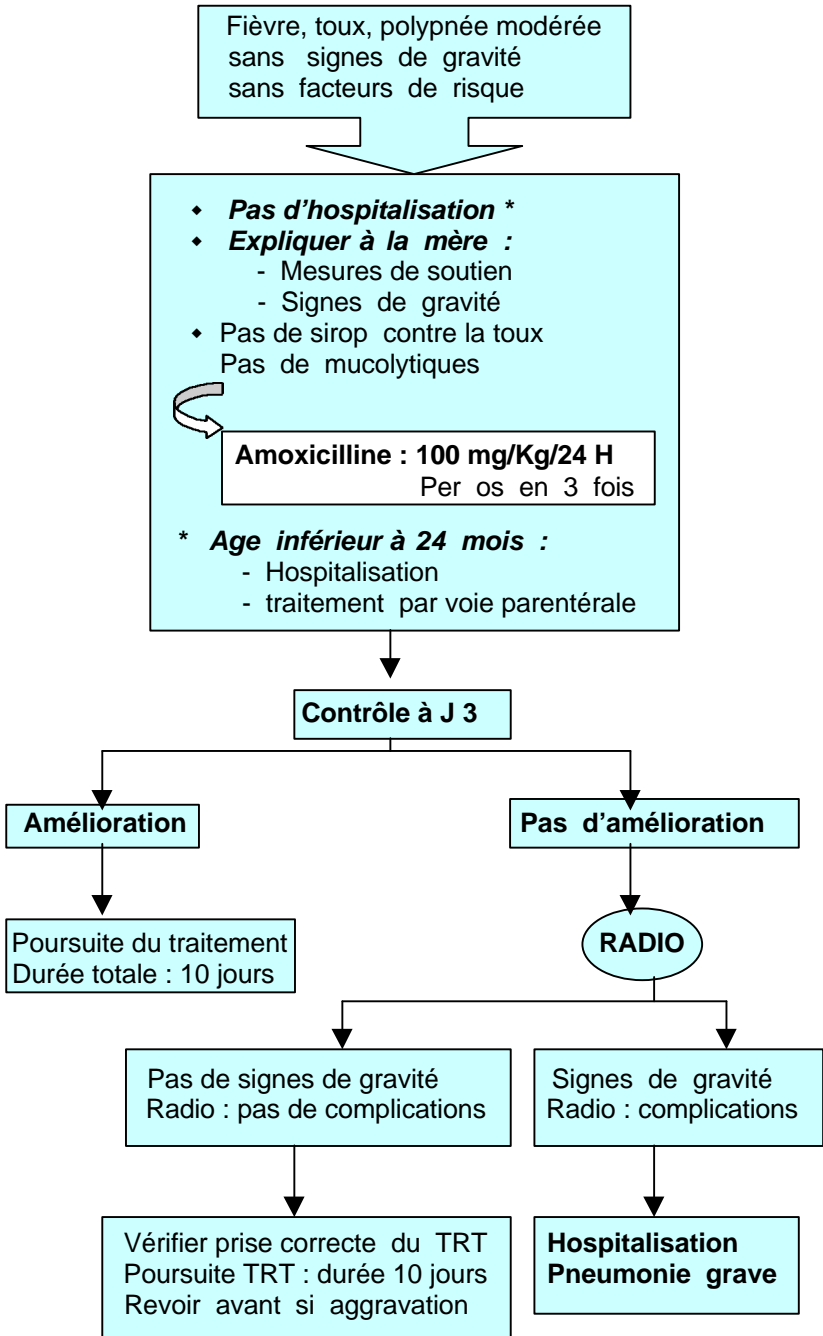 Fièvre, toux, polypnée modérée
sans signes de gravité
sans facteurs de risque
◆ Pas d’hospitalisation *
◆ Expliquer à la mère :
- Mesures de soutien
- Signes de gravité
◆ Pas de sirop contre la toux
Pas de mucolytiques
Amoxicilline : 100 mg/Kg/24 H
Per os en 3 fois
* Age inférieur à 24 mois :
- Hospitalisation
- traitement par voie parentérale
Contrôle à J 3
Amélioration
Pas d’amélioration
Poursuite du traitement
Durée totale : 10 jours
RADIO
Pas de signes de gravité
Radio : pas de complications
Signes de gravité
Radio : complications
Vérifier prise correcte du TRT
Poursuite TRT : durée 10 jours
Revoir avant si aggravation
Hospitalisation
Pneumonie grave